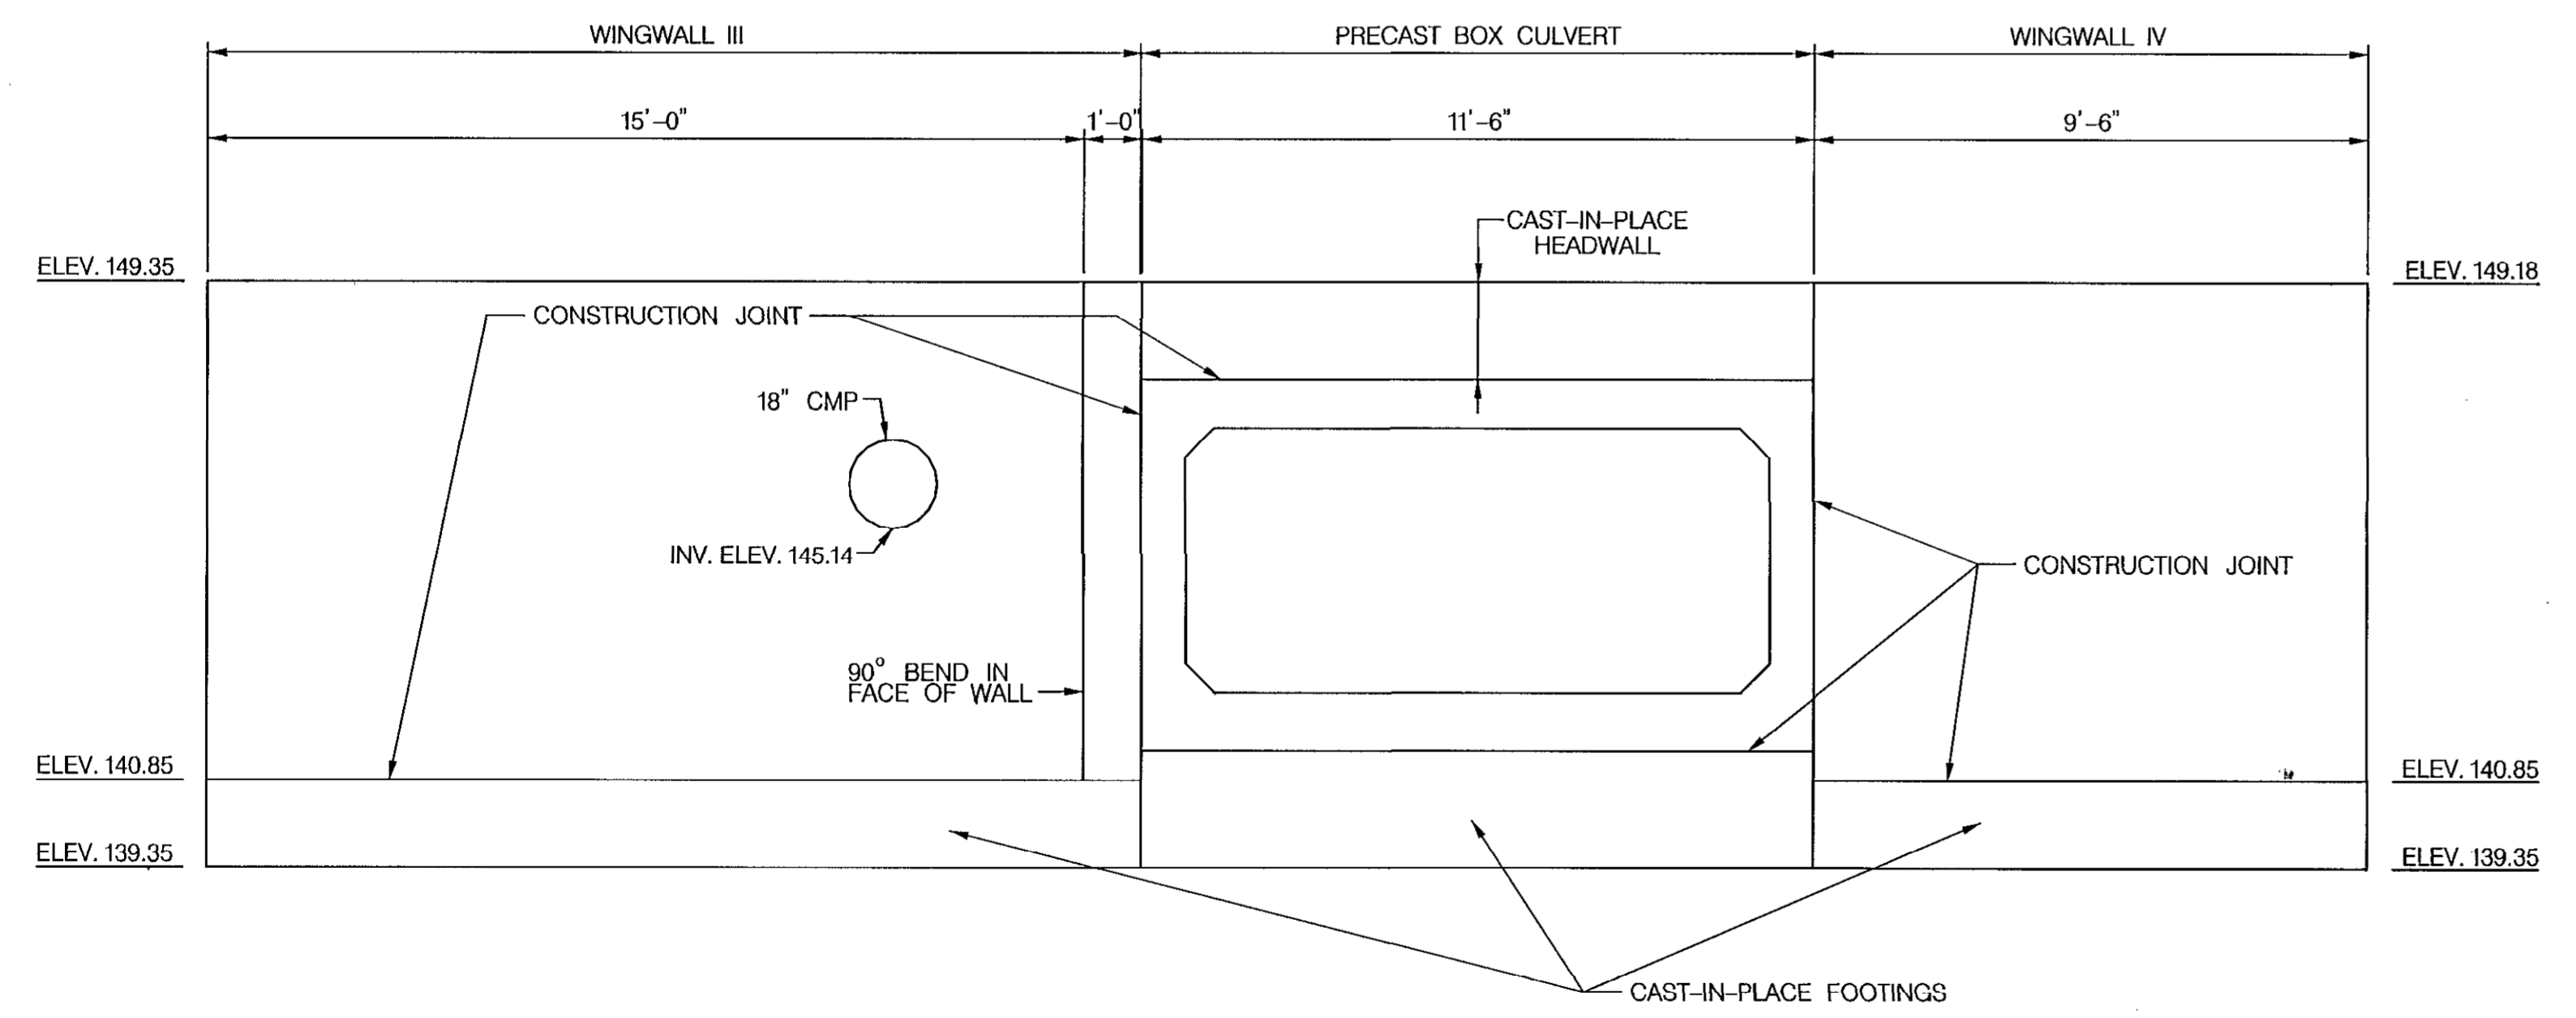 WINGWALL III
PRECAST BOX CULVERT
WINGWALL IV
15'-0"
1'-0"
11'-6"
9'-6"
CAST-IN-PLACE
HEADWALL
ELEV. 149.35
ELEV. 149.18
CONSTRUCTION JOINT
18" CMP
INV. ELEV. 145.14
CONSTRUCTION JOINT
90° BEND IN
FACE OF WALL
ELEV. 140.85
ELEV. 140.85
ELEV. 139.35
ELEV. 139.35
CAST-IN-PLACE FOOTINGS